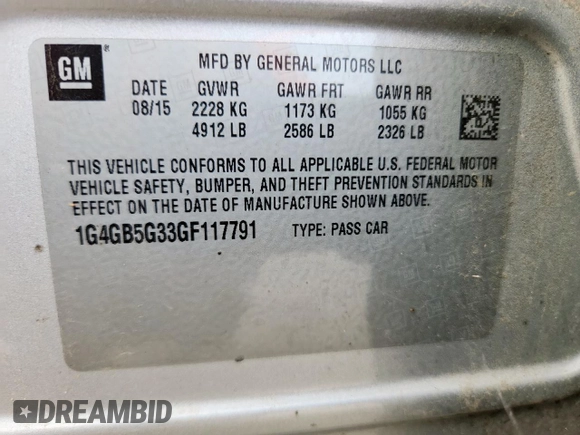 GM
MFD BY GENERAL MOTORS LLC
DATE GVWR GAWR FRT GAWR RR
08/15 2228 KG 1173 KG 1055 KG
4912 LB 2586 LB 2326 LB
THIS VEHICLE CONFORMS TO ALL APPLICABLE U.S. FEDERAL MOTOR
VEHICLE SAFETY, BUMPER, AND THEFT PREVENTION STANDARDS IN
EFFECT ON THE DATE OF MANUFACTURE SHOWN ABOVE.
1G4GB5G33GF117791 TYPE: PASS CAR
DREAMBID